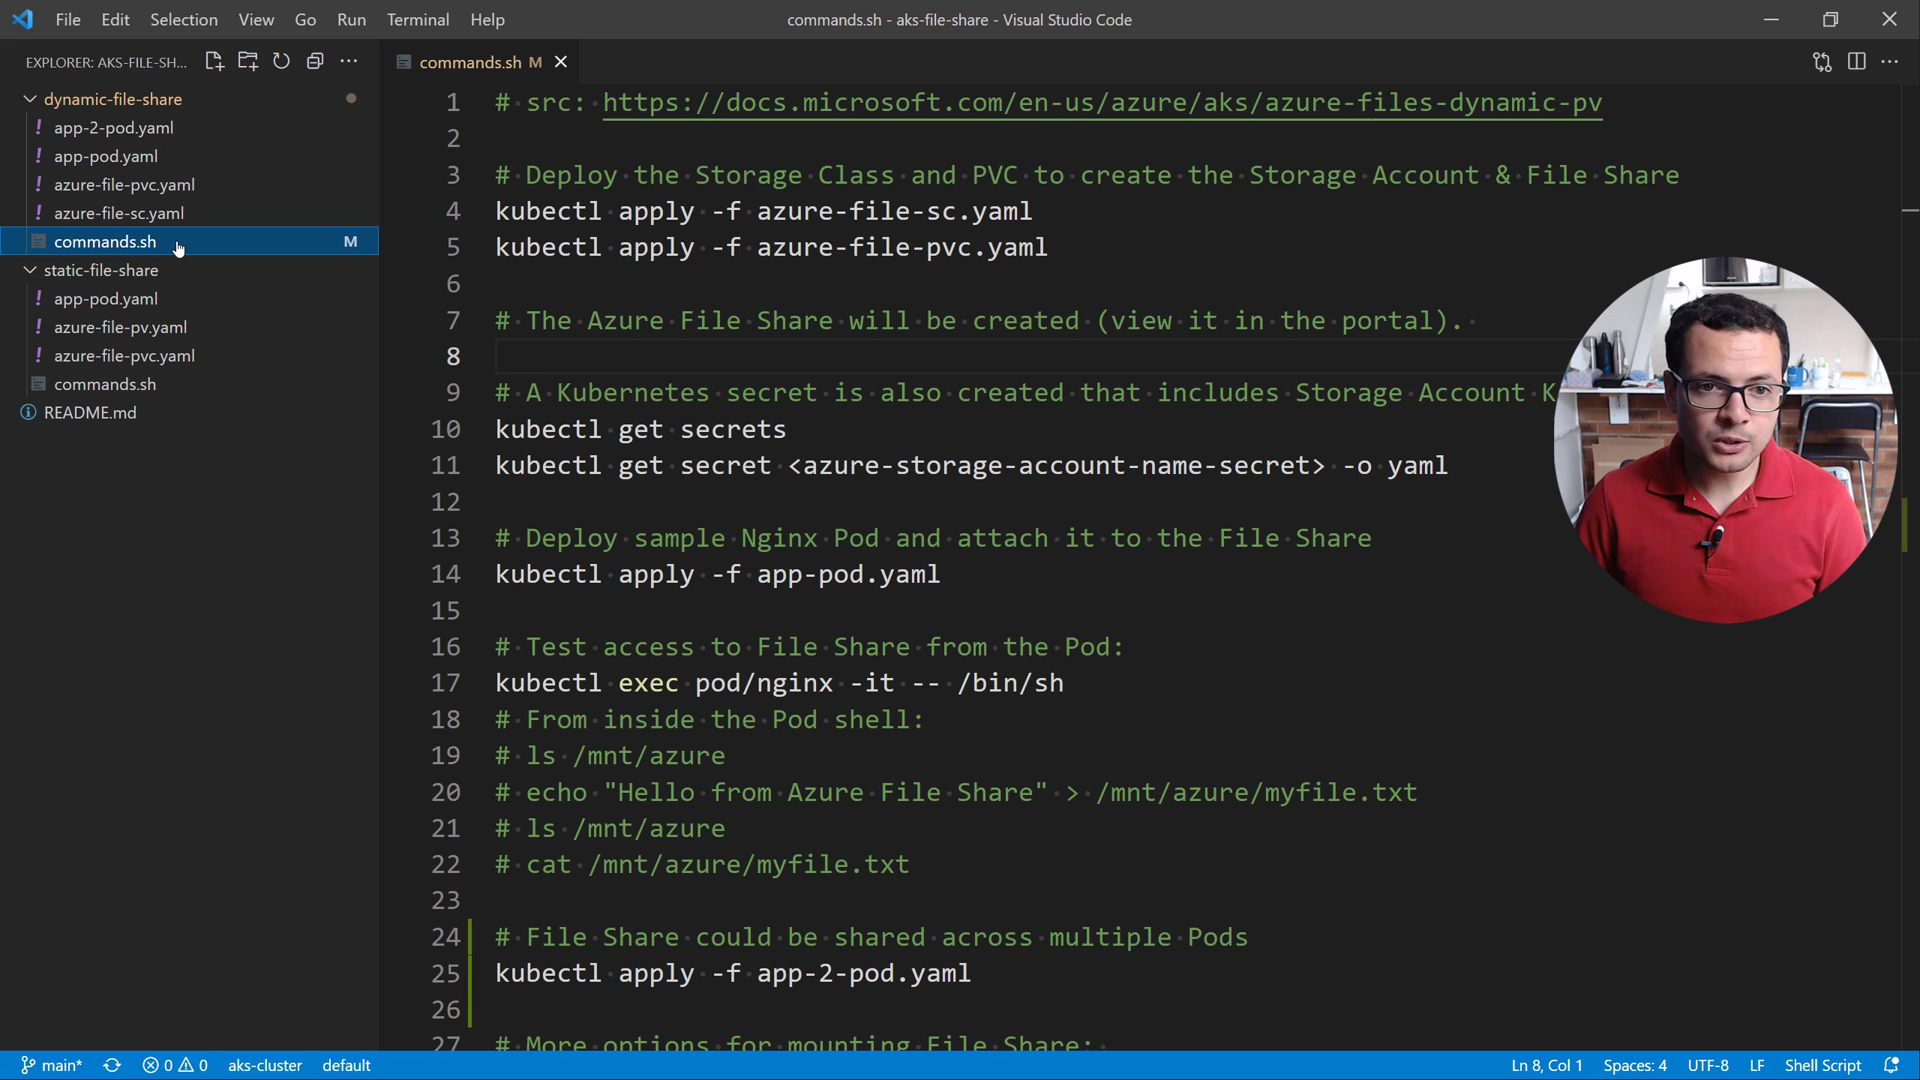 File Edit Selection View Go Run Terminal Help
commands.sh - aks-file-share - Visual Studio Code
EXPLORER: AKS-FILE-SH...
dynamic-file-share
! app-2-pod.yaml
! app-pod.yaml
! azure-file-pvc.yaml
! azure-file-sc.yaml
commands.sh M
static-file-share
! app-pod.yaml
! azure-file-pv.yaml
! azure-file-pvc.yaml
commands.sh
README.md
commands.sh M
1 # src: https://docs.microsoft.com/en-us/azure/aks/azure-files-dynamic-pv
2
3 # Deploy the Storage Class and PVC to create the Storage Account & File Share
4 kubectl apply -f azure-file-sc.yaml
5 kubectl apply -f azure-file-pvc.yaml
6
7 # The Azure File Share will be created (view it in the portal).
8
9 # A Kubernetes secret is also created that includes Storage Account K
10 kubectl get secrets
11 kubectl get secret <azure-storage-account-name-secret> -o yaml
12
13 # Deploy sample Nginx Pod and attach it to the File Share
14 kubectl apply -f app-pod.yaml
15
16 # Test access to File Share from the Pod:
17 kubectl exec pod/nginx -it -- /bin/sh
18 # From inside the Pod shell:
19 # ls /mnt/azure
20 # echo "Hello from Azure File Share" > /mnt/azure/myfile.txt
21 # ls /mnt/azure
22 # cat /mnt/azure/myfile.txt
23
24 # File Share could be shared across multiple Pods
25 kubectl apply -f app-2-pod.yaml
26
27 # More options for mounting File Share:
main* 0 0 aks-cluster default
Ln 8, Col 1 Spaces: 4 UTF-8 LF Shell Script